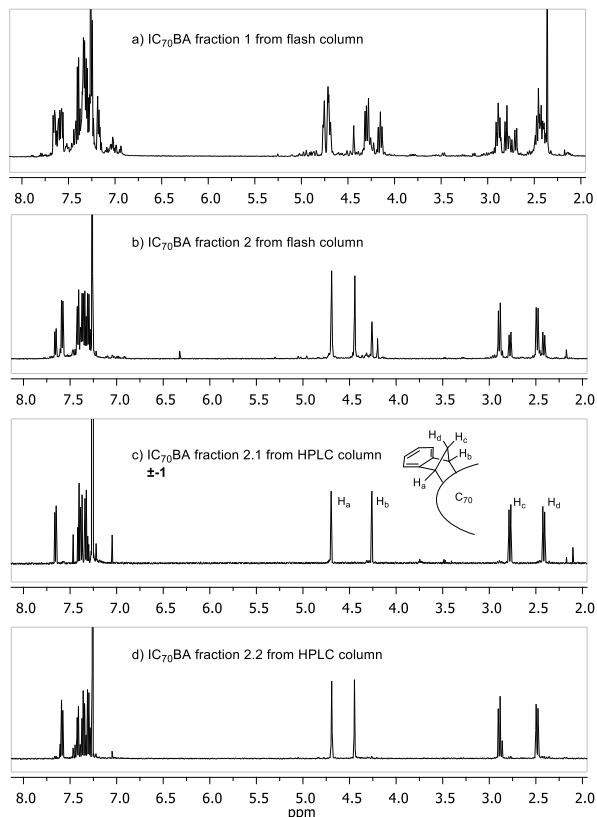 a) IC₇₀BA fraction 1 from flash column
8.0 7.5 7.0 6.5 6.0 5.5 5.0 4.5 4.0 3.5 3.0 2.5 2.0
b) IC₇₀BA fraction 2 from flash column
8.0 7.5 7.0 6.5 6.0 5.5 5.0 4.5 4.0 3.5 3.0 2.5 2.0
c) IC₇₀BA fraction 2.1 from HPLC column
±-1
Hd Hc
Hb
Ha
C₇₀
Ha Hb Hc Hd
8.0 7.5 7.0 6.5 6.0 5.5 5.0 4.5 4.0 3.5 3.0 2.5 2.0
d) IC₇₀BA fraction 2.2 from HPLC column
8.0 7.5 7.0 6.5 6.0 5.5 5.0 4.5 4.0 3.5 3.0 2.5 2.0
ppm